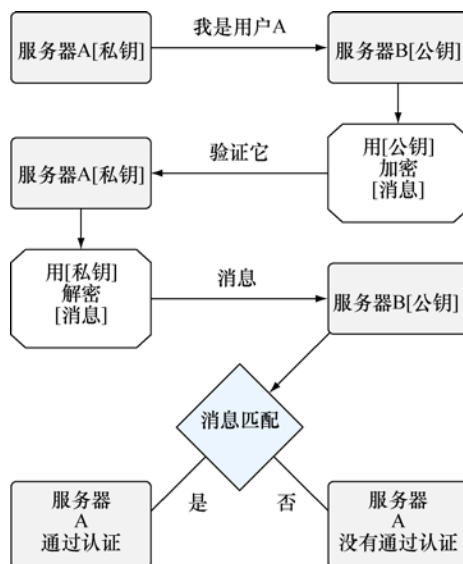 服务器A[私钥]
我是用户A
服务器B[公钥]
用[公钥]
加密
[消息]
验证它
服务器A[私钥]
用[私钥]
解密
[消息]
消息
服务器B[公钥]
消息匹配
是
否
服务器
A
通过认证
服务器
A
没有通过认证